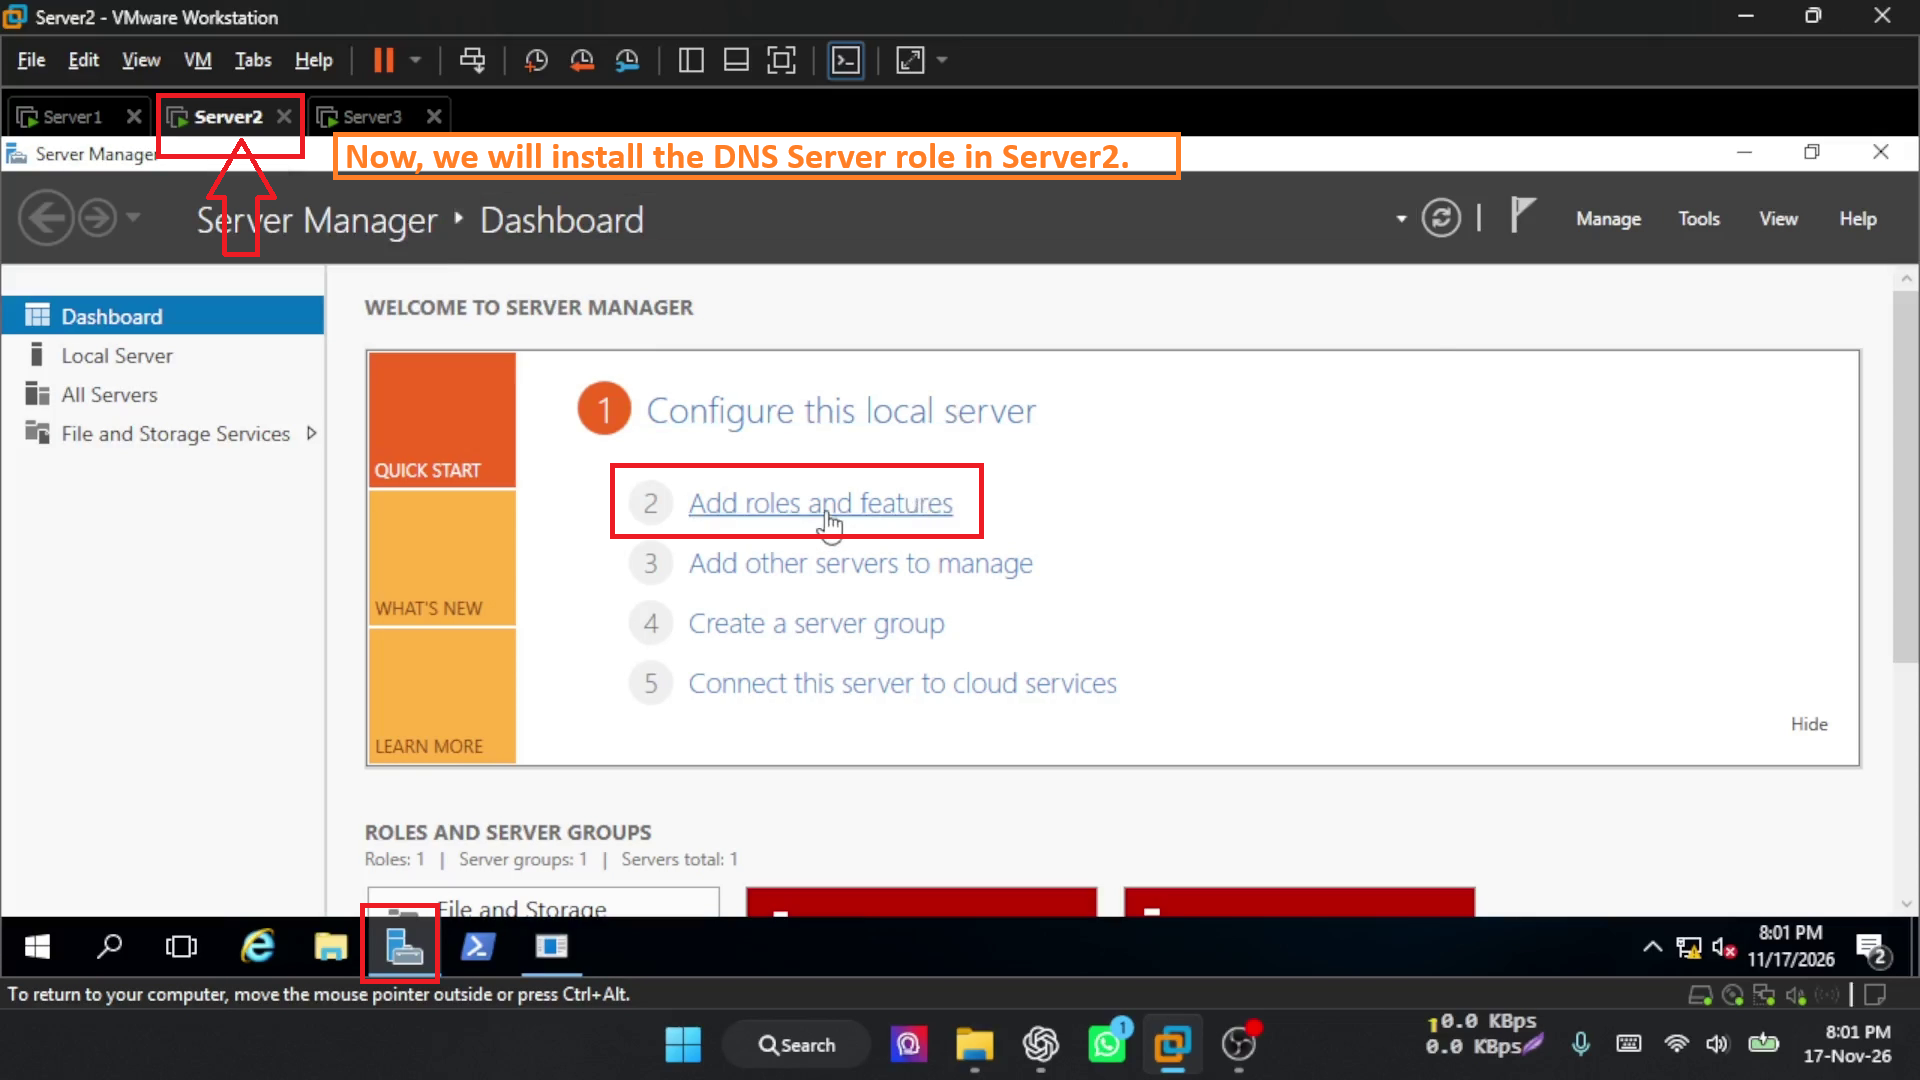 Server2 - VMware Workstation
File Edit View VM Tabs Help
Server1 Server2 Server3
Server Manager
Now, we will install the DNS Server role in Server2.
Server Manager ‣ Dashboard
Manage Tools View Help
Dashboard
Local Server
All Servers
File and Storage Services
WELCOME TO SERVER MANAGER
QUICK START
WHAT'S NEW
LEARN MORE
1 Configure this local server
2 Add roles and features
3 Add other servers to manage
4 Create a server group
5 Connect this server to cloud services
Hide
ROLES AND SERVER GROUPS
Roles: 1 | Server groups: 1 | Servers total: 1
File and Storage
8:01 PM
11/17/2026
2
To return to your computer, move the mouse pointer outside or press Ctrl+Alt.
Search
1
0.0 KBps
0.0 KBps
8:01 PM
17-Nov-26